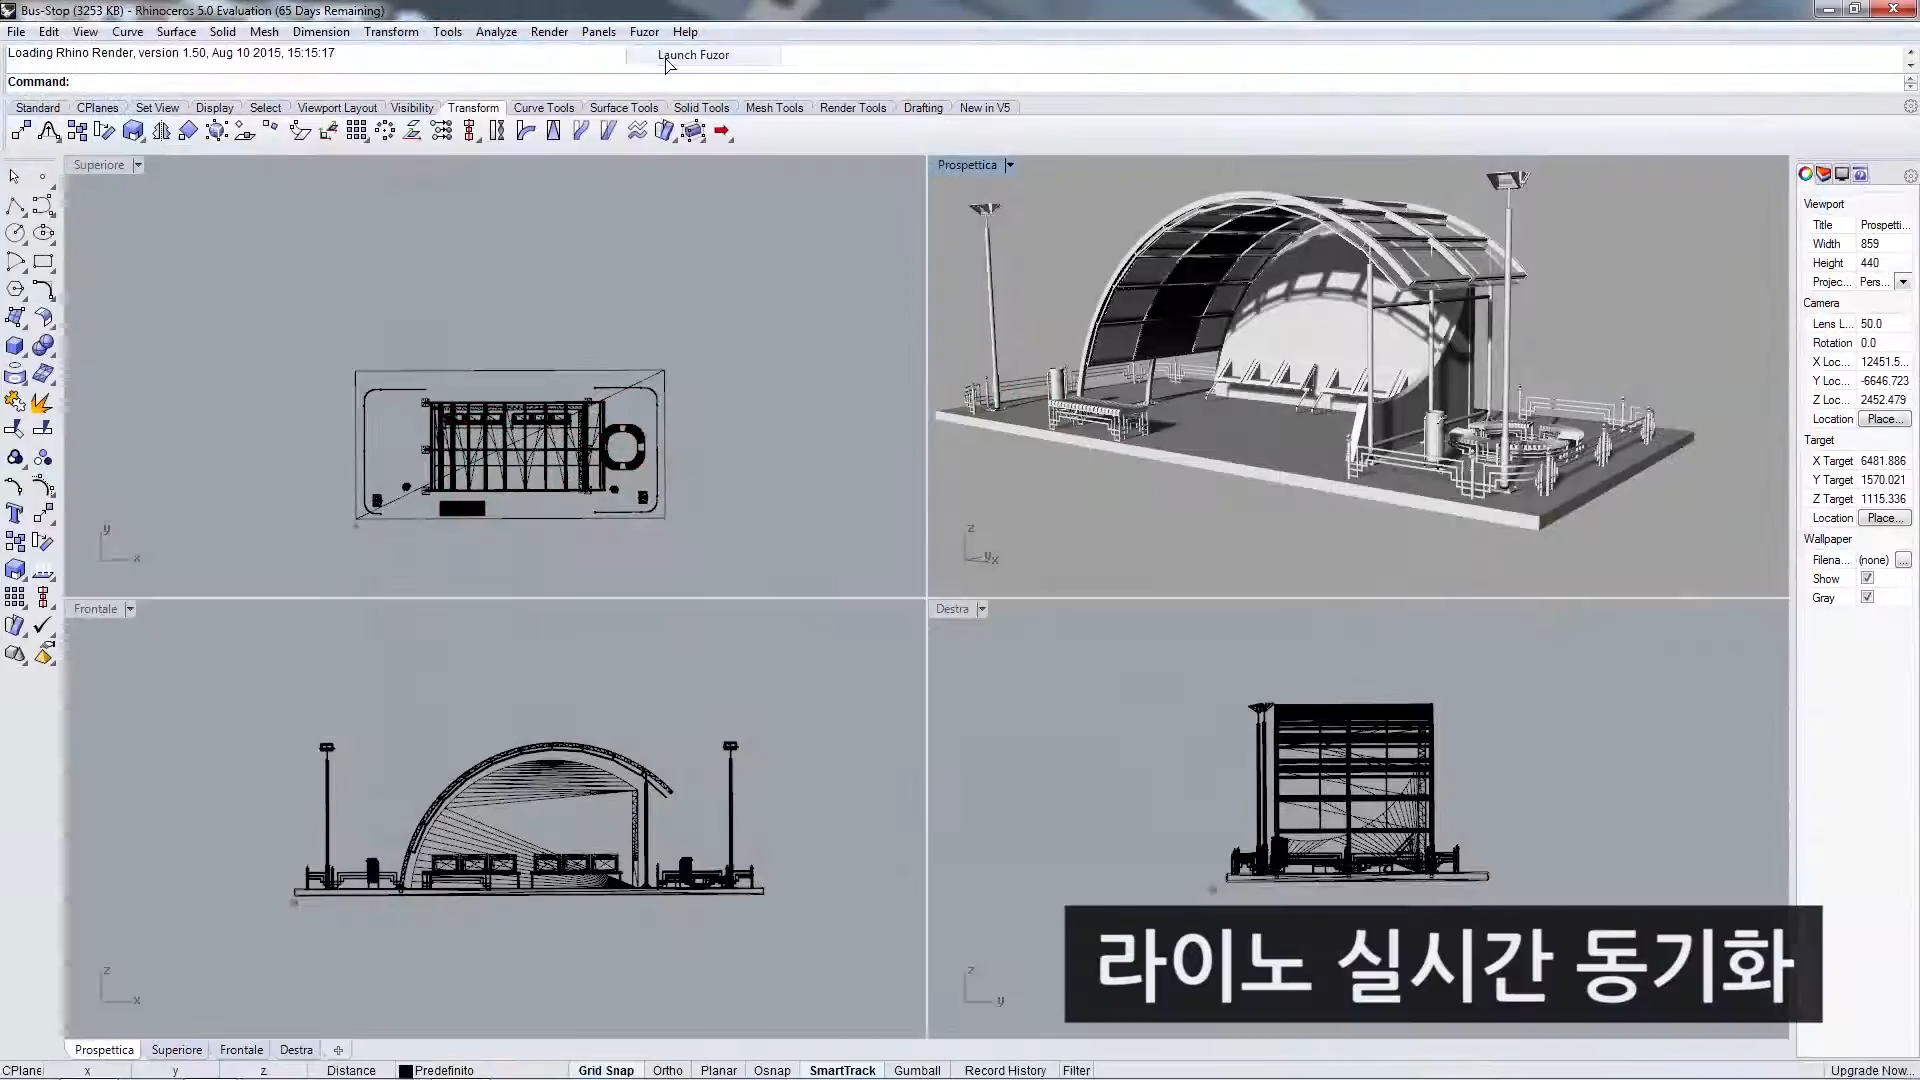 Bus-Stop (3253 KB) - Rhinoceros 5.0 Evaluation (65 Days Remaining)
File Edit View Curve Surface Solid Mesh Dimension Transform Tools Analyze Render Panels Fuzor Help
Loading Rhino Render, version 1.50, Aug 10 2015, 15:15:17
Launch Fuzor
Command:
Standard CPlanes Set View Display Select Viewport Layout Visibility Transform Curve Tools Surface Tools Solid Tools Mesh Tools Render Tools Drafting New in V5
Superiore
y
x
Prospettica
z
y x
Frontale
z
x
Destra
z
y
Viewport
Title Prospetti...
Width 859
Height 440
Projec... Pers...
Camera
Lens L... 50.0
Rotation 0.0
X Loc... 12451.5...
Y Loc... -6646.723
Z Loc... 2452.479
Location Place...
Target
X Target 6481.886
Y Target 1570.021
Z Target 1115.336
Location Place...
Wallpaper
Filena... (none) ...
Show
Gray
라이노 실시간 동기화
Prospettica Superiore Frontale Destra
CPlane x y z Distance Predefinito Grid Snap Ortho Planar Osnap SmartTrack Gumball Record History Filter Upgrade Now...